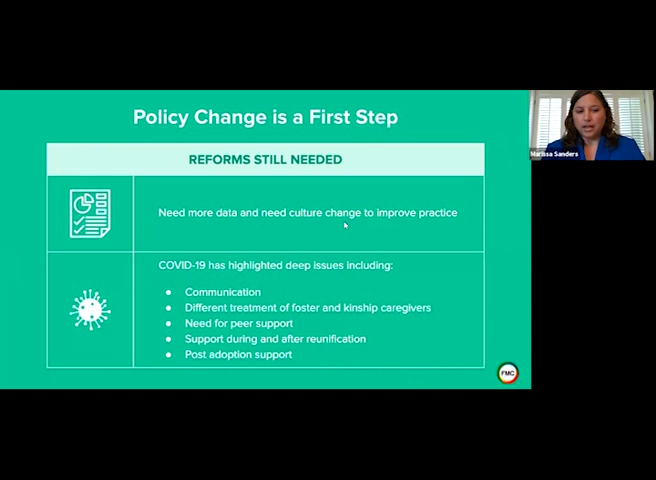 Policy Change is a First Step
REFORMS STILL NEEDED
Need more data and need culture change to improve practice
COVID-19 has highlighted deep issues including:
● Communication
● Different treatment of foster and kinship caregivers
● Need for peer support
● Support during and after reunification
● Post adoption support
FMC
Marissa Sanders